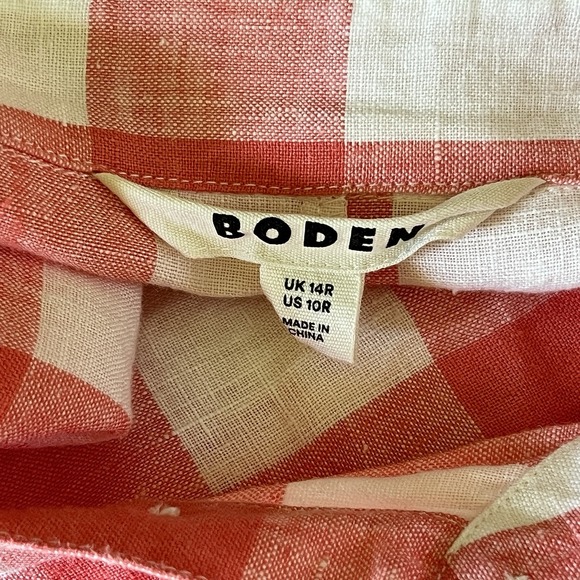 BODEN
UK 14R
US 10R
MADE IN
CHINA